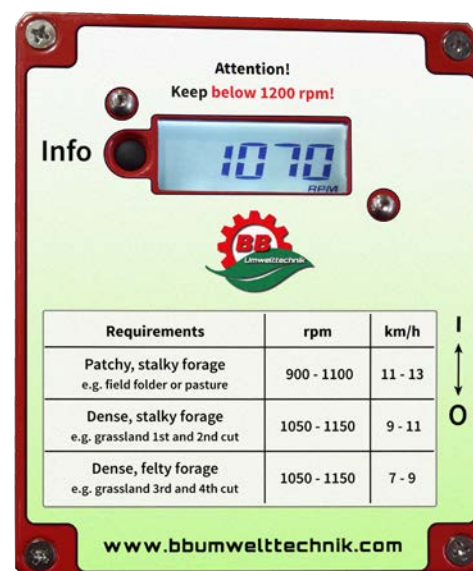 Attention!
Keep below 1200 rpm!
Info
1070
RPM
BB
Umwelttechnik
Requirements rpm km/h
Patchy, stalky forage
e.g. field folder or pasture
900 - 1100 11 - 13
Dense, stalky forage
e.g. grassland 1st and 2nd cut
1050 - 1150 9 - 11
Dense, felty forage
e.g. grassland 3rd and 4th cut
1050 - 1150 7 - 9
I
O
www.bbumwelttechnik.com